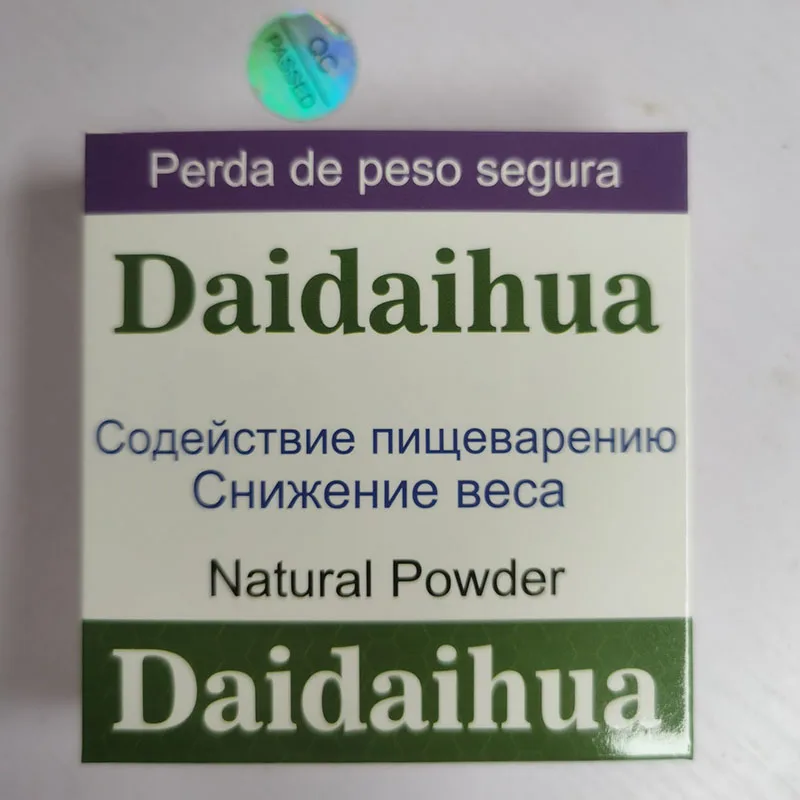 QC
PASSED
Perda de peso segura
Daidaihua
Содействие пищеварению
Снижение веса
Natural Powder
Daidaihua